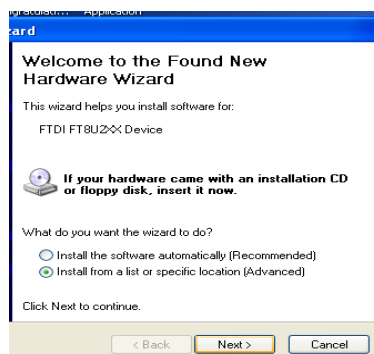 Application
zard
Welcome to the Found New
Hardware Wizard
This wizard helps you install software for:
FTDI FT8U2XX Device
If your hardware came with an installation CD
or floppy disk, insert it now.
What do you want the wizard to do?
Install the software automatically (Recommended)
Install from a list or specific location (Advanced)
Click Next to continue.
< Back Next > Cancel